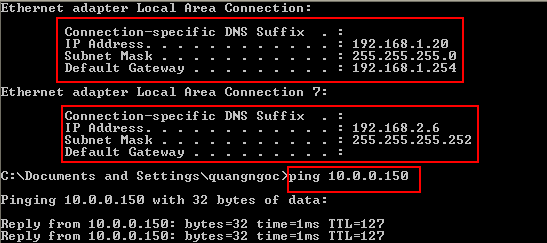 Ethernet adapter Local Area Connection:
Connection-specific DNS Suffix . :
IP Address. . . . . . . . . . . . : 192.168.1.20
Subnet Mask . . . . . . . . . . . : 255.255.255.0
Default Gateway . . . . . . . . . : 192.168.1.254
Ethernet adapter Local Area Connection 7:
Connection-specific DNS Suffix . :
IP Address. . . . . . . . . . . . : 192.168.2.6
Subnet Mask . . . . . . . . . . . : 255.255.255.252
Default Gateway . . . . . . . . . :
C:\Documents and Settings\quangngoc>ping 10.0.0.150
Pinging 10.0.0.150 with 32 bytes of data:
Reply from 10.0.0.150: bytes=32 time=1ms TTL=127
Reply from 10.0.0.150: bytes=32 time=1ms TTL=127